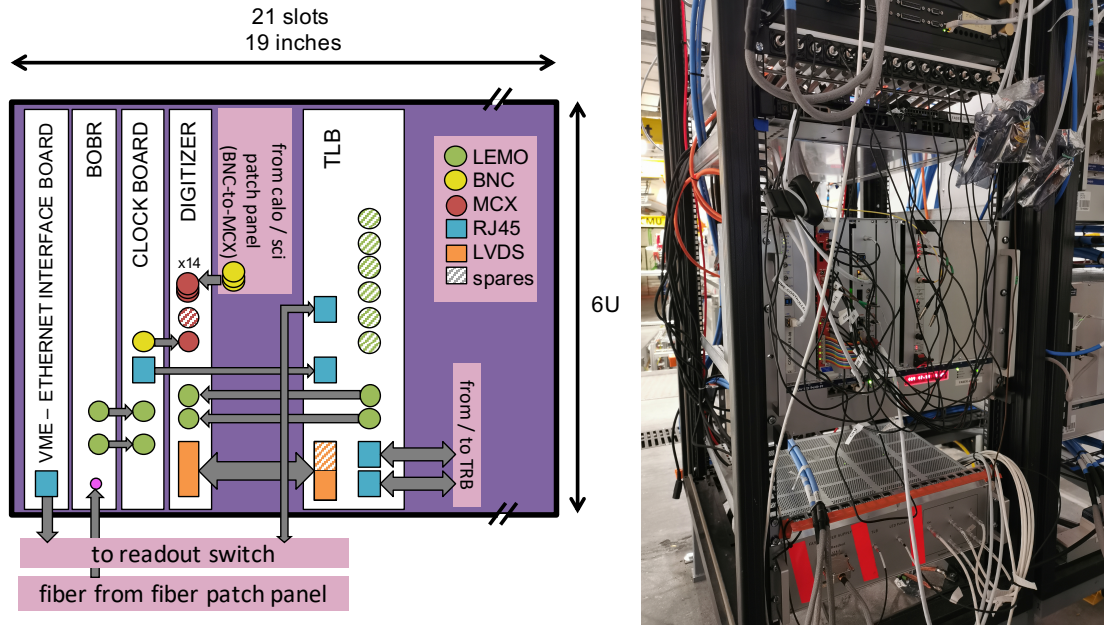 21 slots
19 inches
VME – ETHERNET INTERFACE BOARD
BOBR
CLOCK BOARD
DIGITIZER
x14
from calo / sci
patch panel
(BNC-to-MCX)
TLB
LEMO
BNC
MCX
RJ45
LVDS
spares
6U
from / to TRB
to readout switch
fiber from fiber patch panel